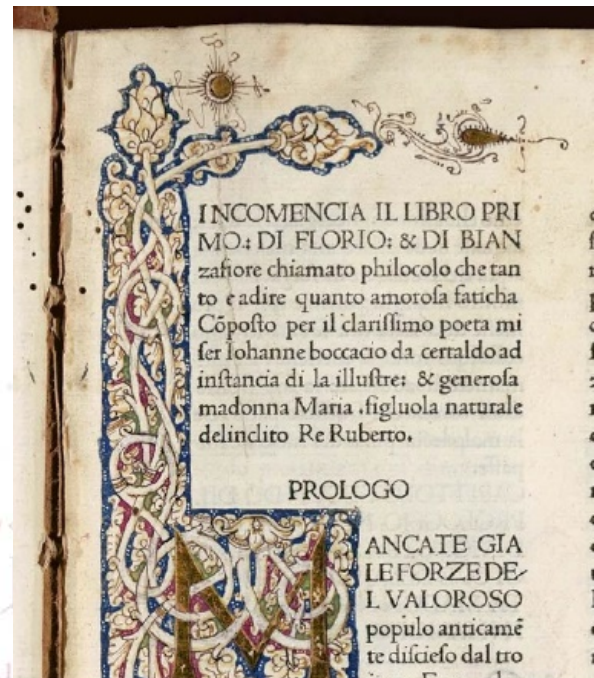 INCOMENCIA IL LIBRO PRI
MO.: DI FLORIO: & DI BIAN
zafiore chiamato philocolo che tan
to e adire quanto amoroſa faticha
Cōpoſto per il clariſſimo poeta mi
ſer Iohanne boccacio da certaldo ad
inſtancia di la illuſtre: & generoſa
madonna Maria .figluola naturale
delinclito Re Ruberto.
PROLOGO
M
ANCATE GIA
LE FORZE DE-
L VALOROSO
populo anticamē
te diſcieſo dal tro